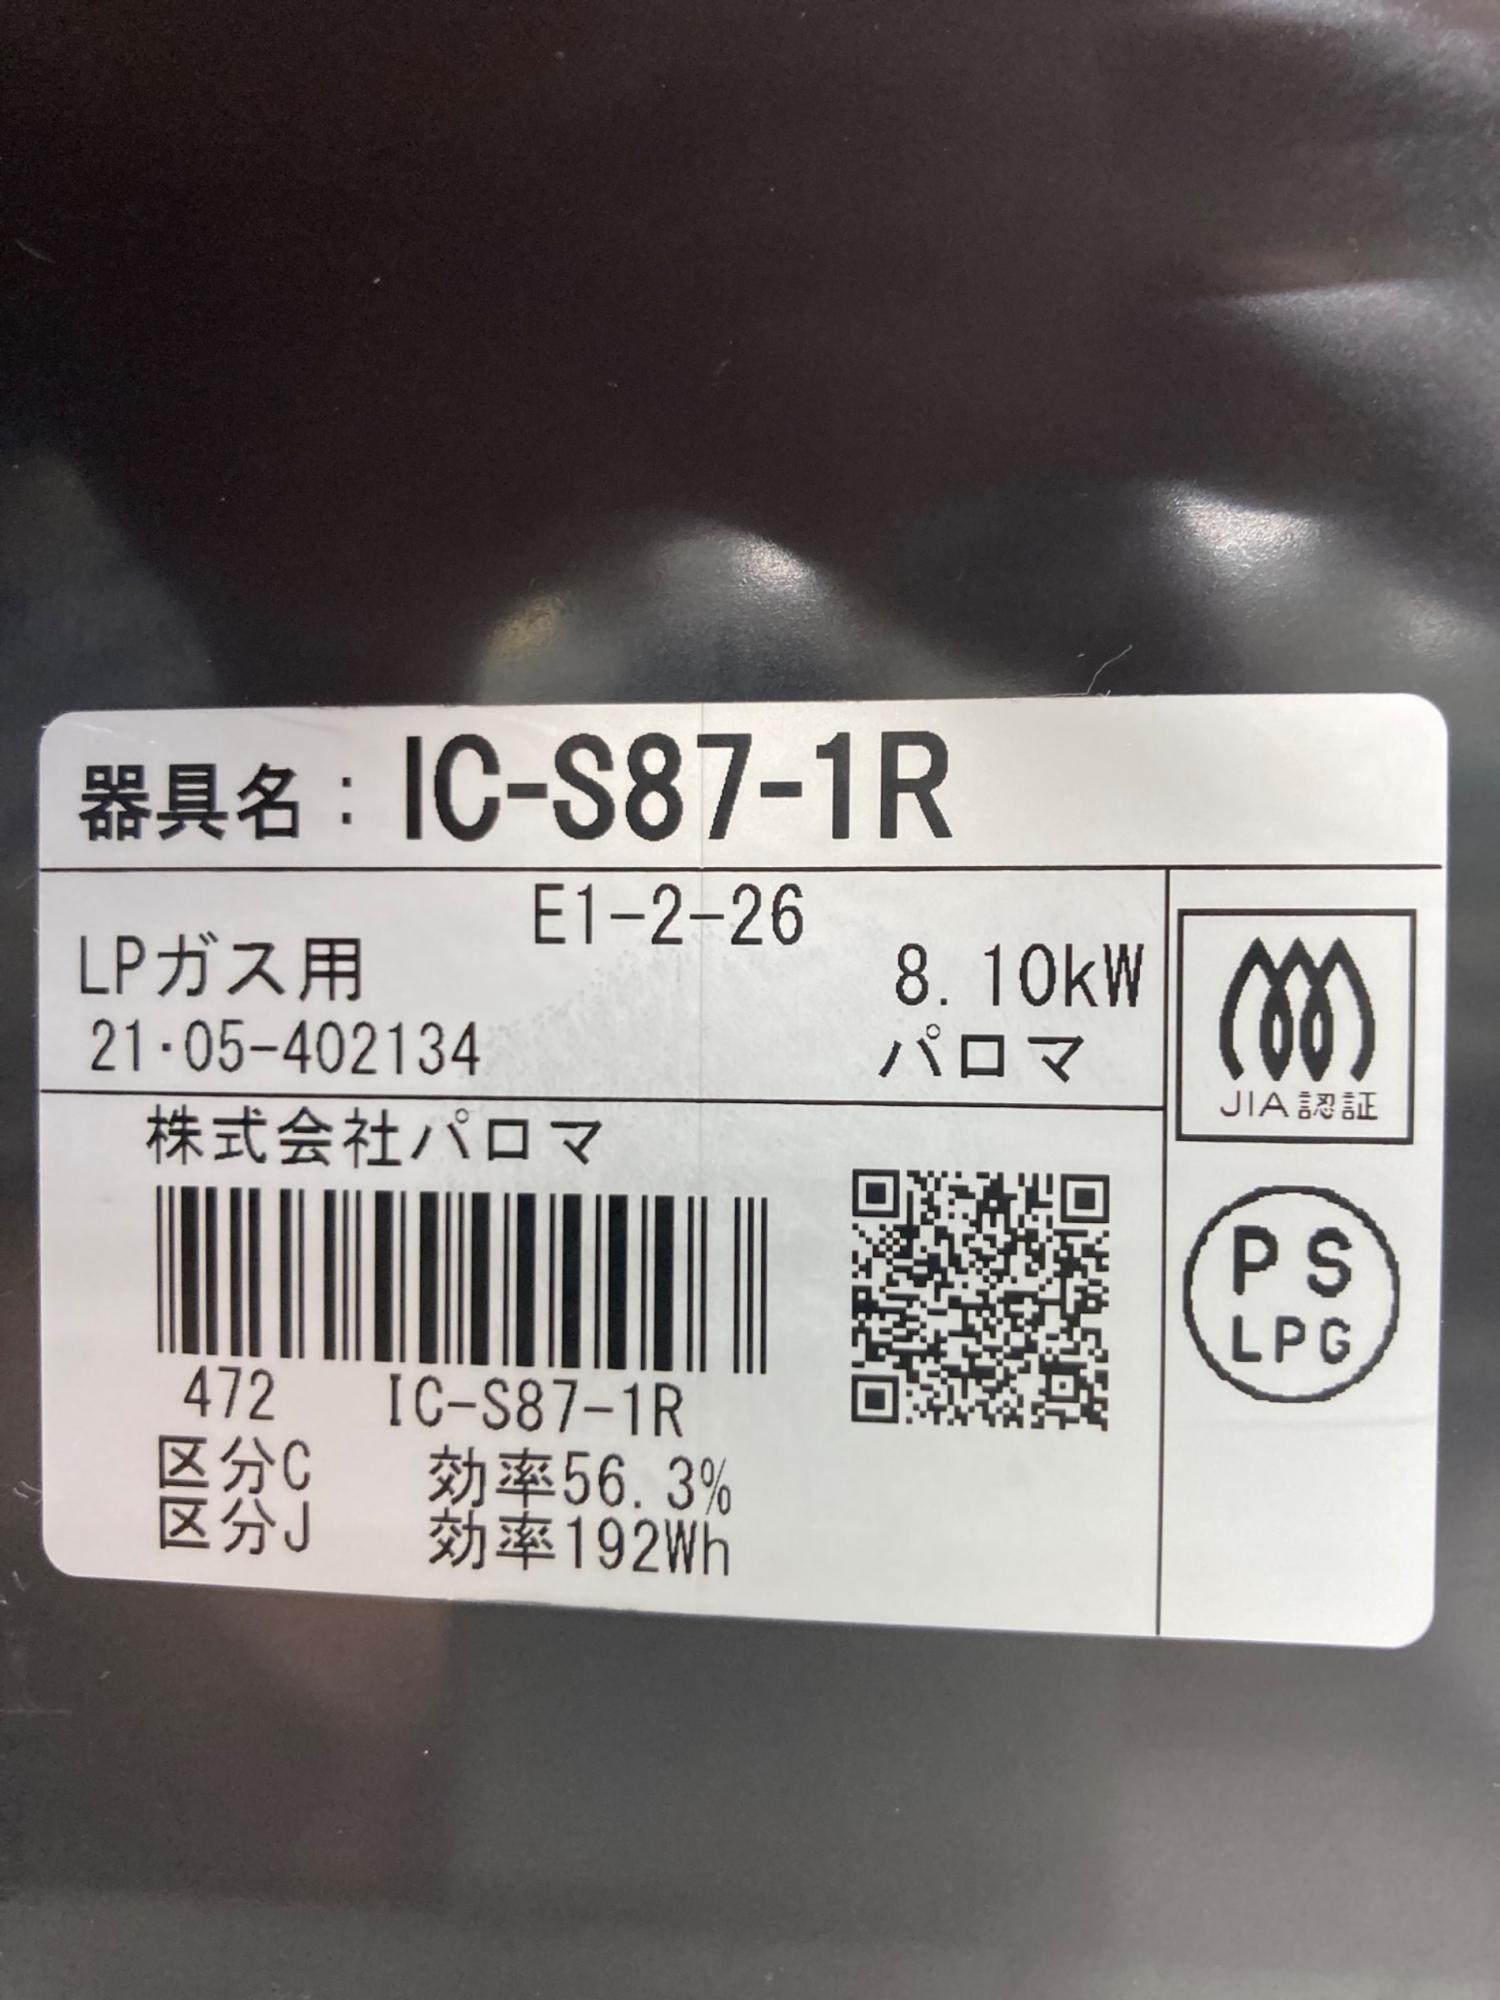 器具名：IC-S87-1R
E1-2-26
LPガス用
8.10kW
21・05-402134
パロマ
JIA認証
株式会社パロマ
472 IC-S87-1R
区分C 効率56.3%
区分J 効率192Wh
PS
LPG